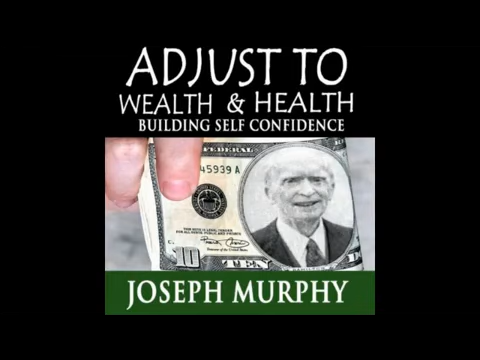 ADJUST TO
WEALTH & HEALTH
BUILDING SELF CONFIDENCE
FEDERAL
45939 A
TEN
10
JOSEPH MURPHY